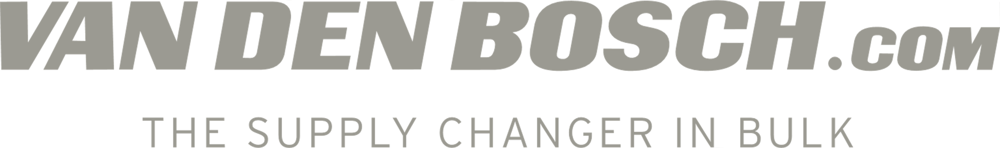 VAN DEN BOSCH.COM
THE SUPPLY CHANGER IN BULK